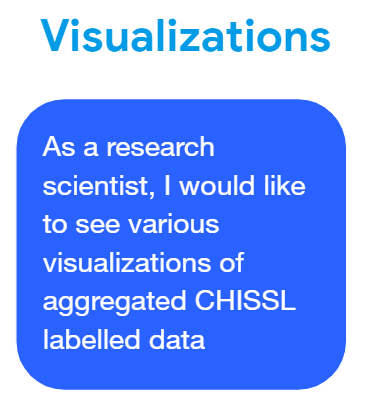 Visualizations
As a research
scientist, I would like
to see various
visualizations of
aggregated CHISSL
labelled data